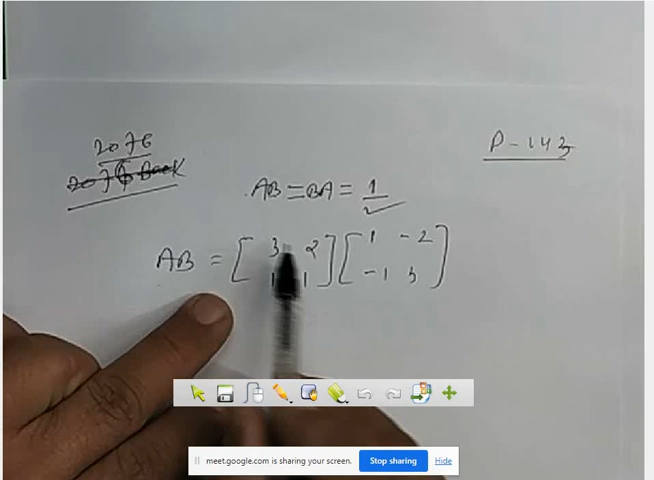 2076
P-143
2076 Back
AB = BA = 1
AB = [ 3 2 ] [ 1 -2 ]
1 1 -1 3
meet.google.com is sharing your screen. Stop sharing Hide